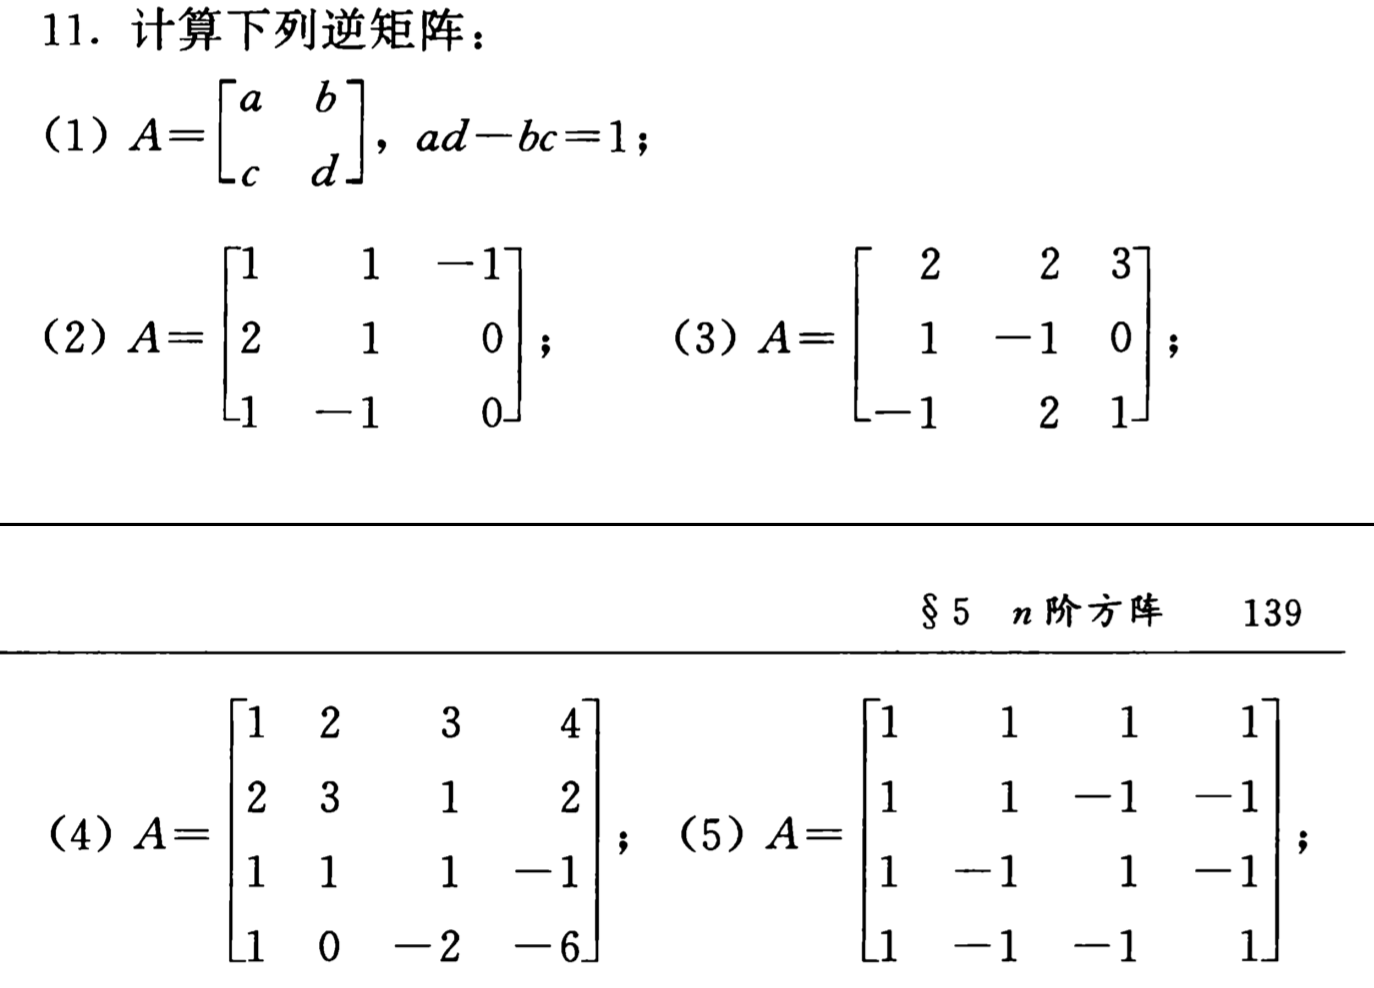 11. 计算下列逆矩阵：
(1) A=[a b
c d], ad－bc=1;
(2) A=[1 1 －1
2 1 0
1 －1 0]; (3) A=[2 2 3
1 －1 0
－1 2 1];
§5 n 阶方阵 139
(4) A=[1 2 3 4
2 3 1 2
1 1 1 －1
1 0 －2 －6]; (5) A=[1 1 1 1
1 1 －1 －1
1 －1 1 －1
1 －1 －1 1];